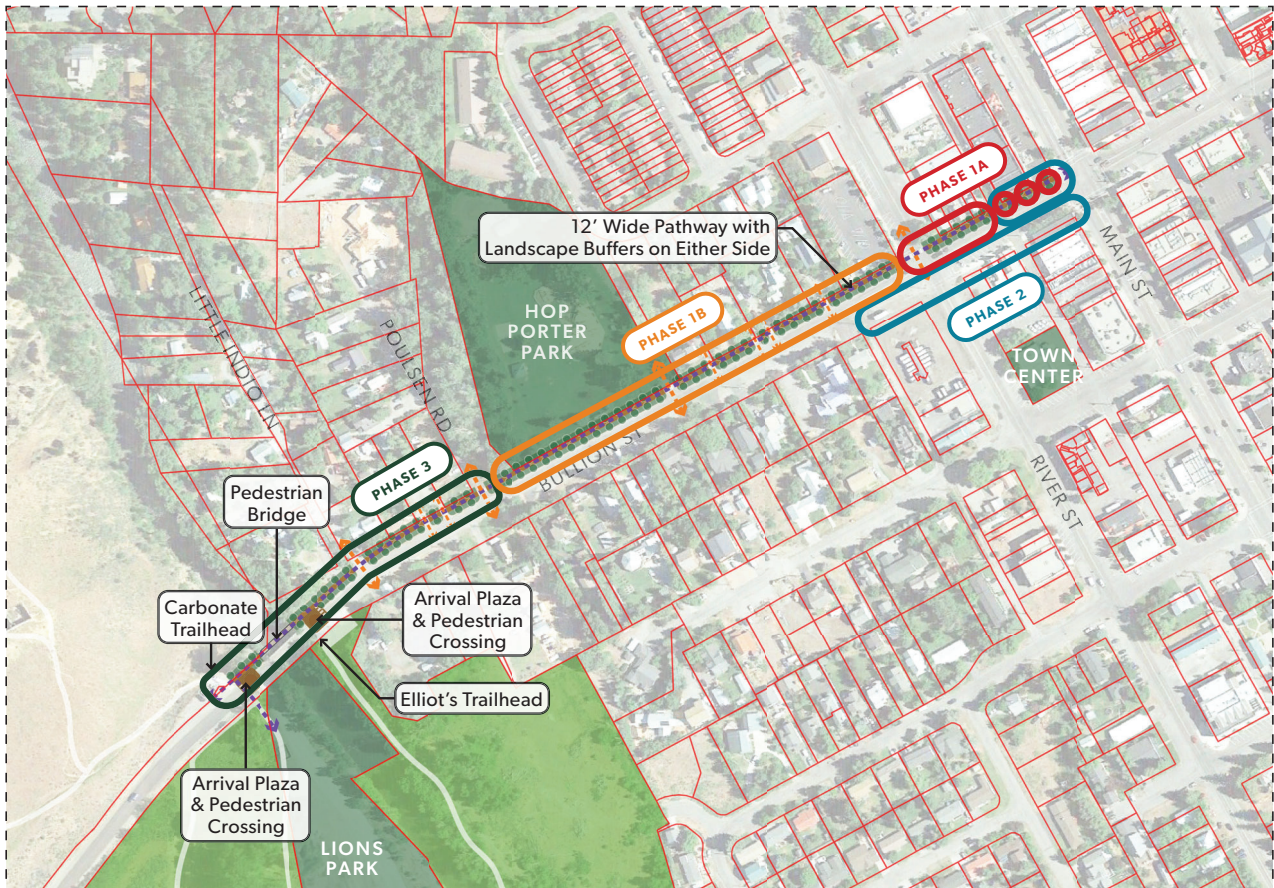 PHASE 1A
12’ Wide Pathway with
Landscape Buffers on Either Side
MAIN ST
PHASE 2
HOP
PORTER
PARK
PHASE 1B
TOWN
CENTER
LITTLE INDIO LN
POULSEN RD
BULLION ST
RIVER ST
PHASE 3
Pedestrian
Bridge
Carbonate
Trailhead
Arrival Plaza
& Pedestrian
Crossing
Elliot’s Trailhead
Arrival Plaza
& Pedestrian
Crossing
LIONS
PARK